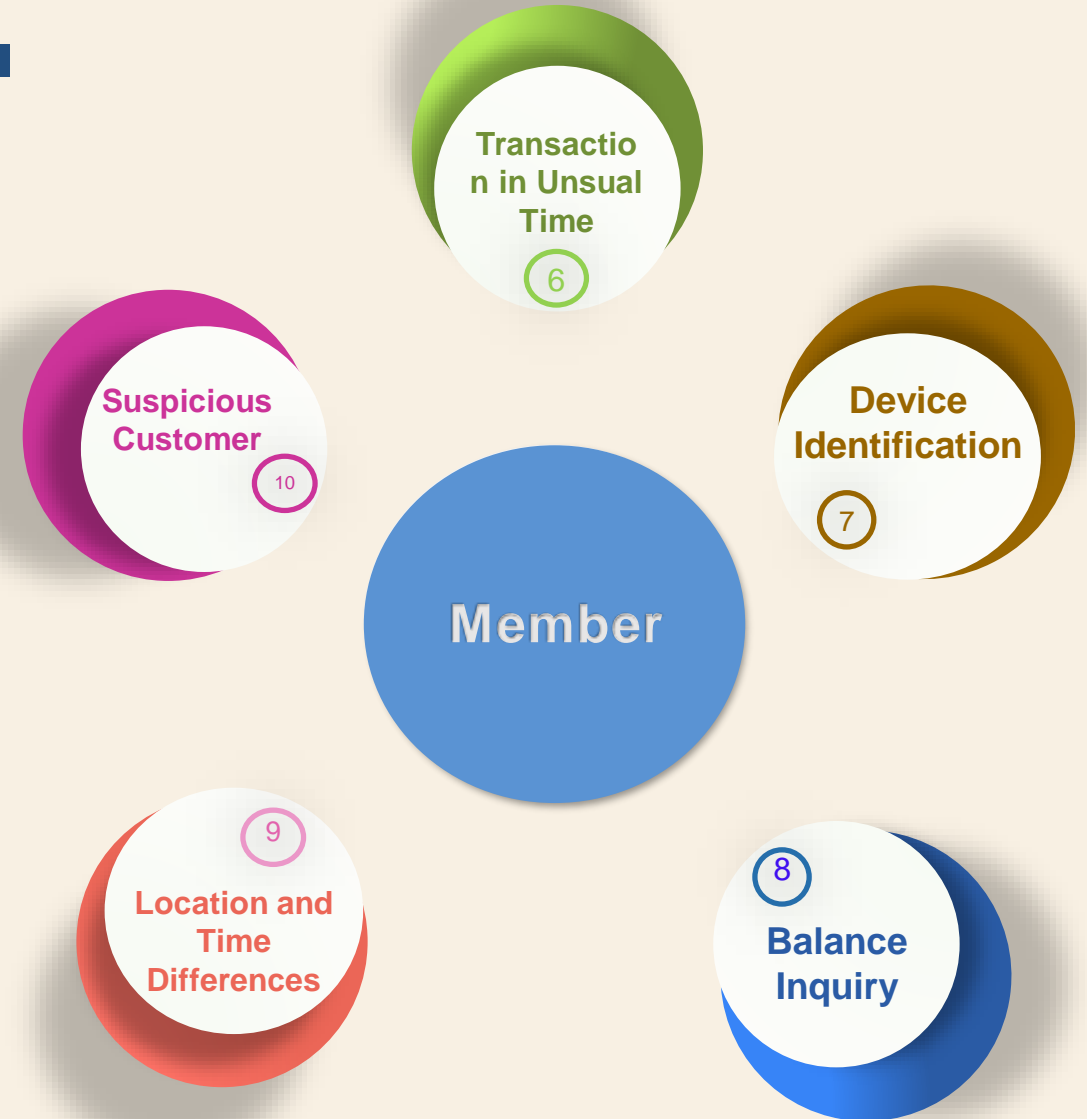 Transactio
n in Unsual
Time
6
Device
Identification
7
Balance
Inquiry
8
Location and
Time
Differences
9
Suspicious
Customer
10
Member